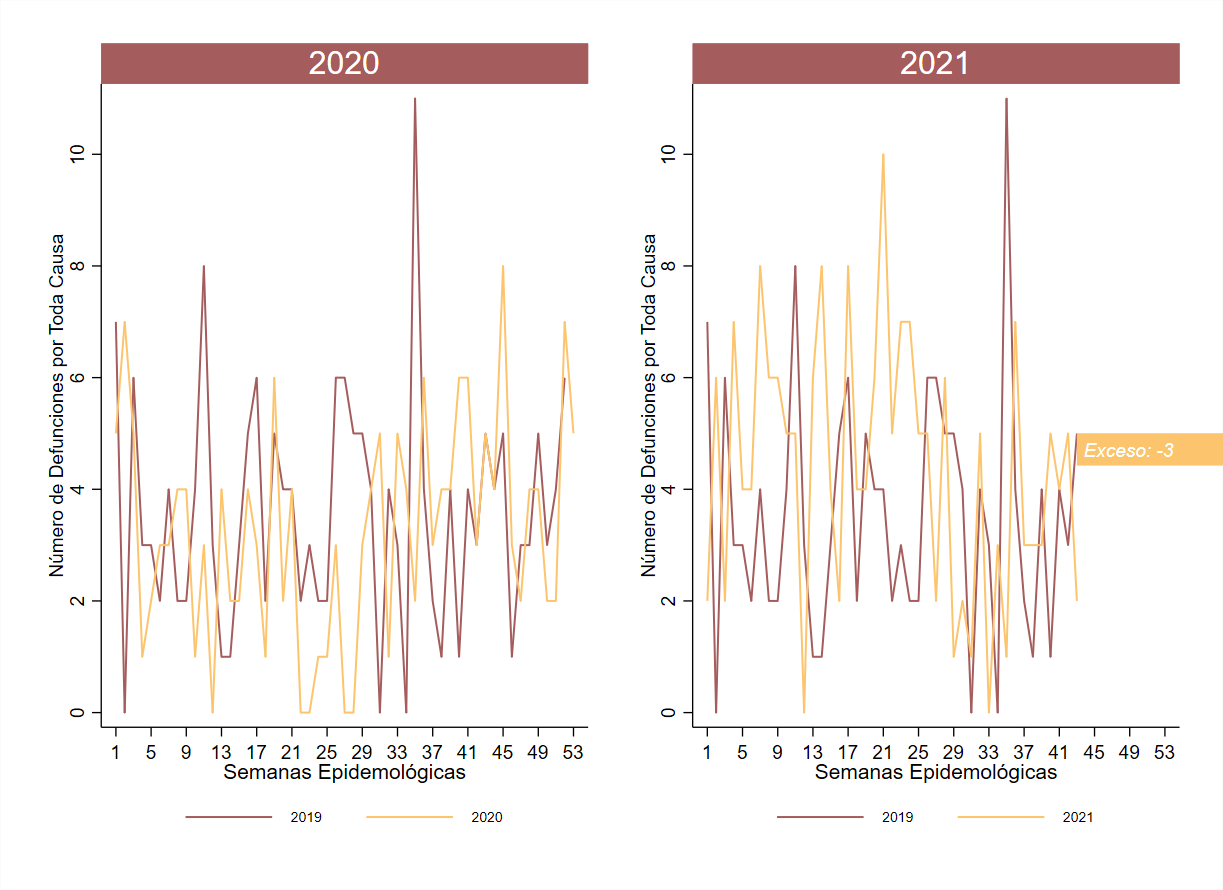 2020
Número de Defunciones por Toda Causa
10
8
6
4
2
0
1 5 9 13 17 21 25 29 33 37 41 45 49 53
Semanas Epidemológicas
2019 2020
2021
Número de Defunciones por Toda Causa
10
8
6
4
2
0
Exceso: -3
1 5 9 13 17 21 25 29 33 37 41 45 49 53
Semanas Epidemológicas
2019 2021